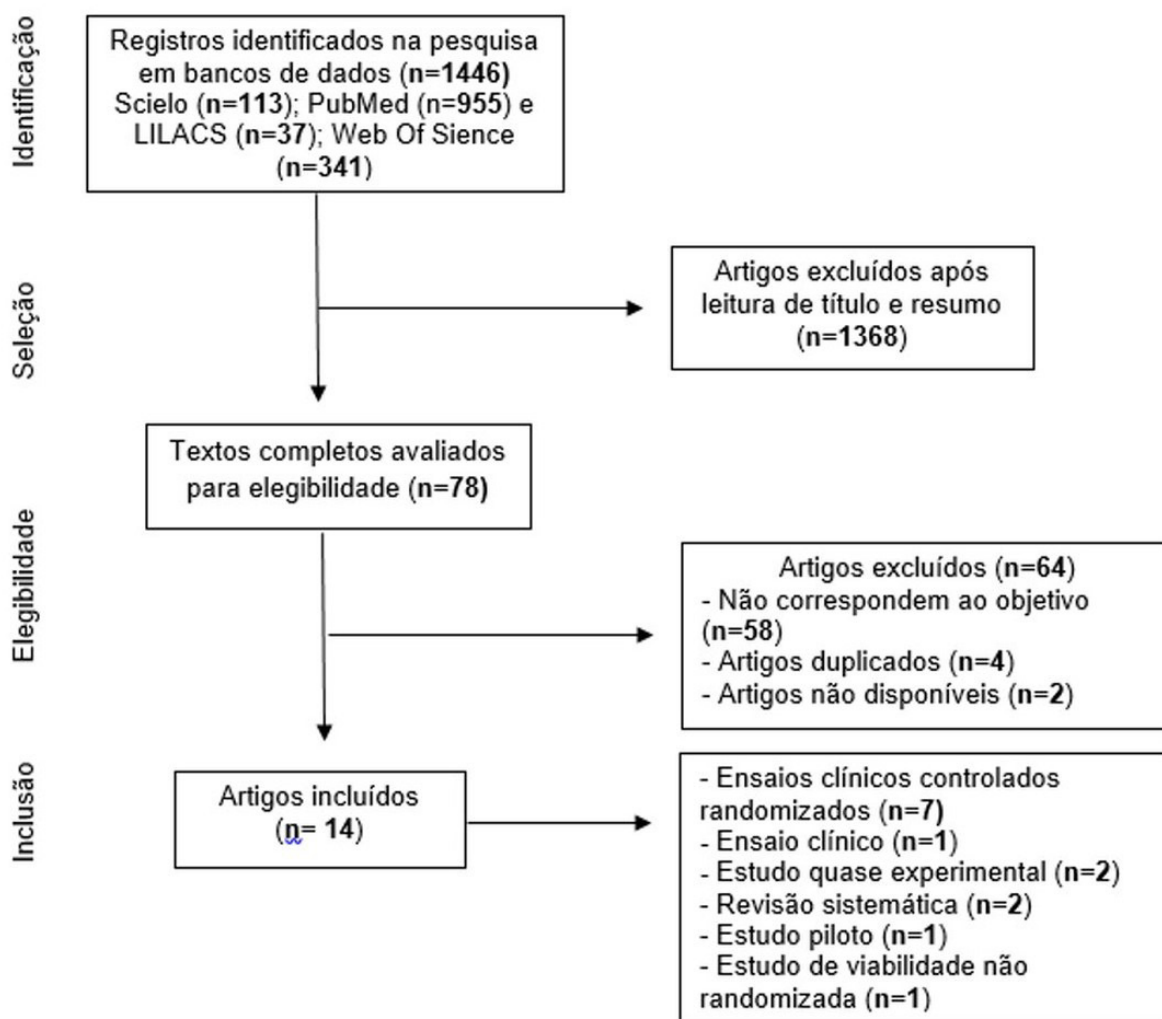 Identificação
Registros identificados na pesquisa
em bancos de dados (n=1446)
Scielo (n=113); PubMed (n=955) e
LILACS (n=37); Web Of Sience
(n=341)
Seleção
Artigos excluídos após
leitura de título e resumo
(n=1368)
Elegibilidade
Textos completos avaliados
para elegibilidade (n=78)
Artigos excluídos (n=64)
- Não correspondem ao objetivo
(n=58)
- Artigos duplicados (n=4)
- Artigos não disponíveis (n=2)
Inclusão
Artigos incluídos
(n= 14)
- Ensaios clínicos controlados
randomizados (n=7)
- Ensaio clínico (n=1)
- Estudo quase experimental (n=2)
- Revisão sistemática (n=2)
- Estudo piloto (n=1)
- Estudo de viabilidade não
randomizada (n=1)